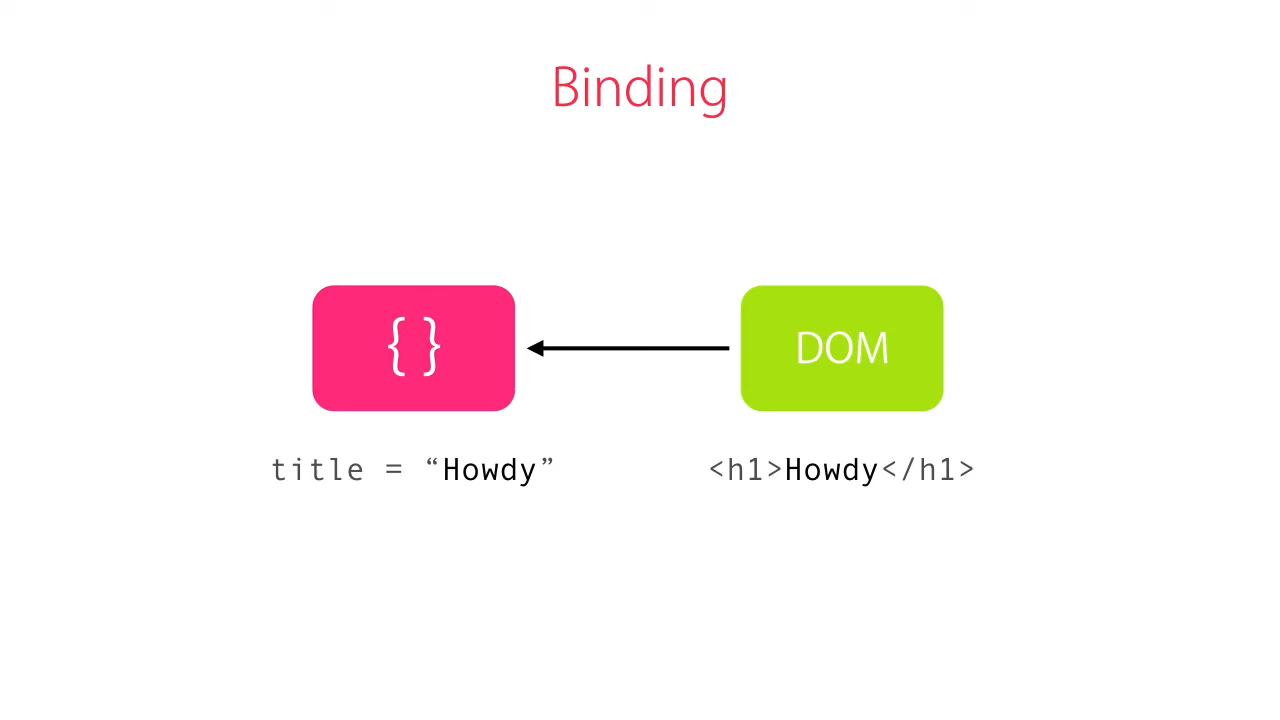 Binding
{ }
DOM
title = “Howdy”
<h1>Howdy</h1>